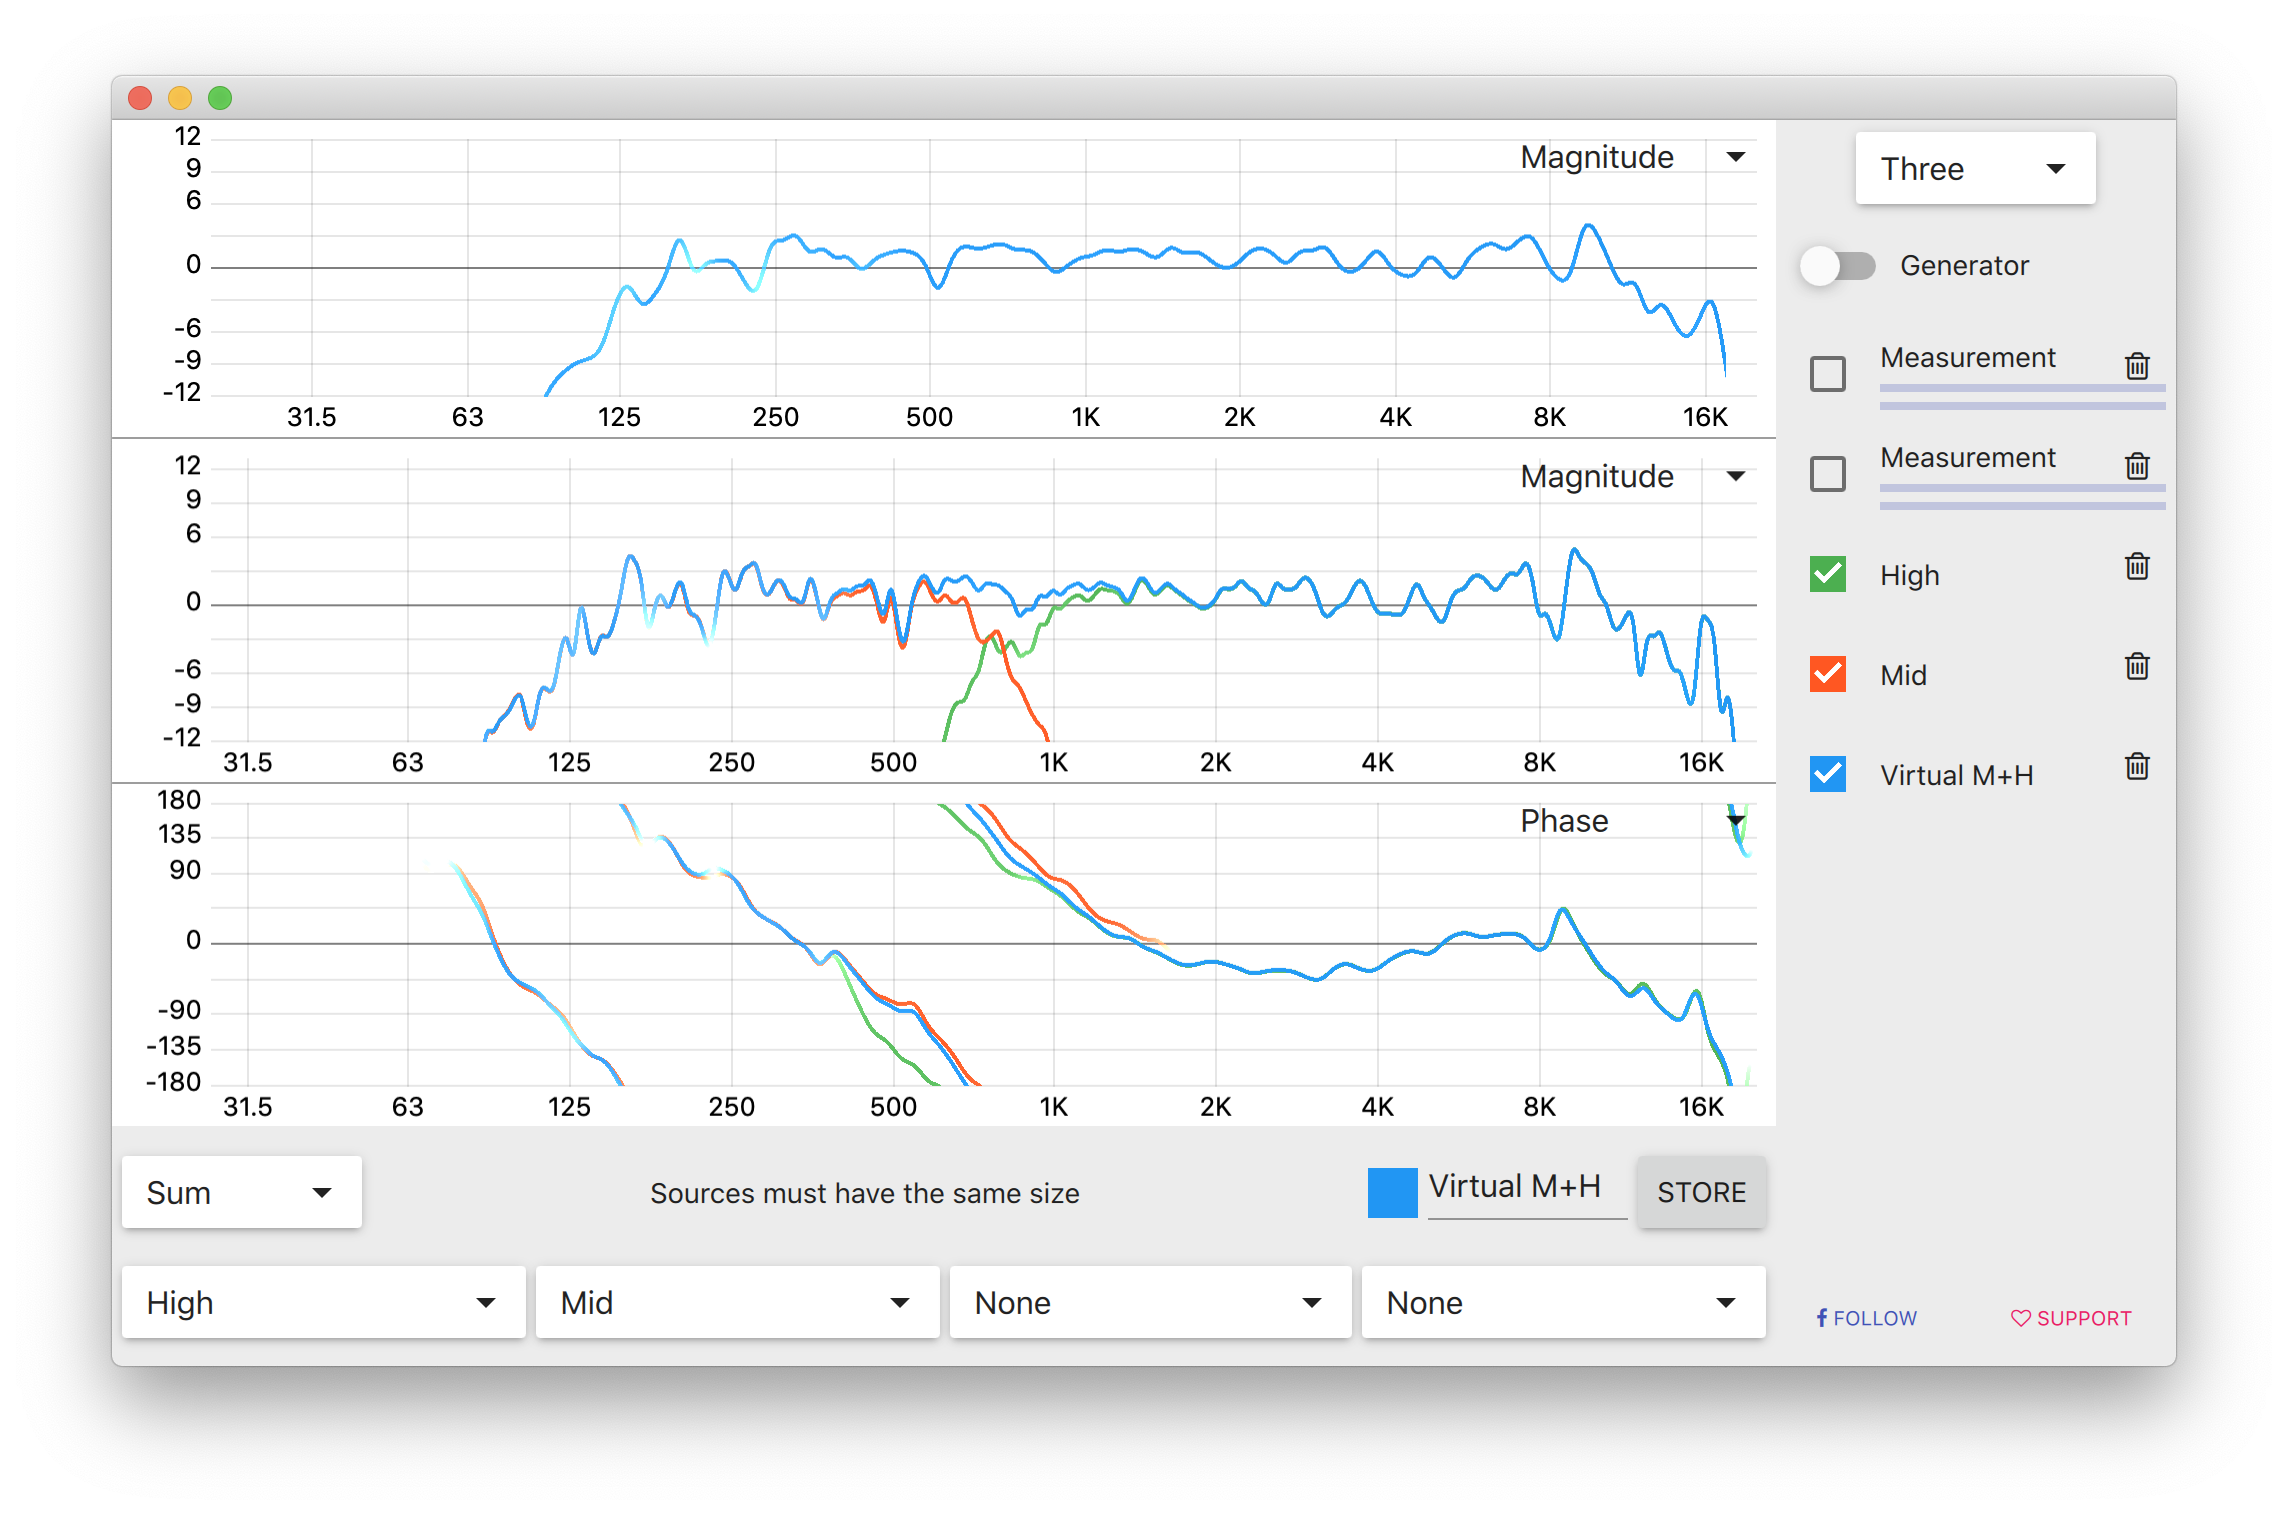 12
9
6
0
-6
-9
-12
Magnitude
31.5 63 125 250 500 1K 2K 4K 8K 16K
12
9
6
0
-6
-9
-12
Magnitude
31.5 63 125 250 500 1K 2K 4K 8K 16K
180
135
90
0
-90
-135
-180
Phase
31.5 63 125 250 500 1K 2K 4K 8K 16K
Sum
Sources must have the same size
Virtual M+H
STORE
High
Mid
None
None
Three
Generator
Measurement
Measurement
High
Mid
Virtual M+H
FOLLOW
SUPPORT